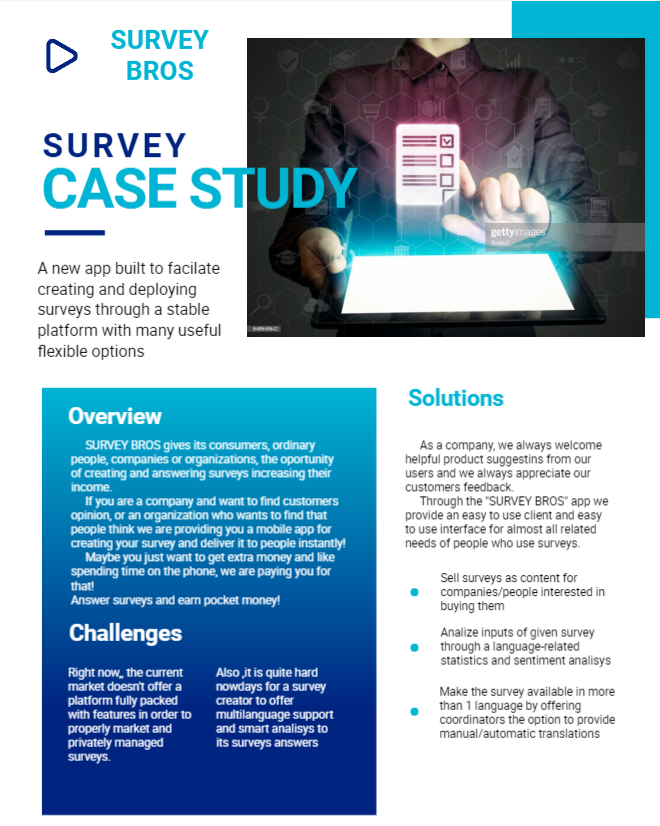 SURVEY
BROS
SURVEY
CASE STUDY
A new app built to facilate
creating and deploying
surveys through a stable
platform with many useful
flexible options
gettyimages
Overview
SURVEY BROS gives its consumers, ordinary
people, companies or organizations, the oportunity
of creating and answering surveys increasing their
income.
If you are a company and want to find customers
opinion, or an organization who wants to find that
people think we are providing you a mobile app for
creating your survey and deliver it to people instantly!
Maybe you just want to get extra money and like
spending time on the phone, we are paying you for
that!
Answer surveys and earn pocket money!
Challenges
Right now,, the current
market doesn't offer a
platform fully packed
with features in order to
properly market and
privately managed
surveys.
Also ,it is quite hard
nowdays for a survey
creator to offer
multilanguage support
and smart analisys to
its surveys answers
Solutions
As a company, we always welcome
helpful product suggestins from our
users and we always appreciate our
customers feedback.
Through the "SURVEY BROS" app we
provide an easy to use client and easy
to use interface for almost all related
needs of people who use surveys.
Sell surveys as content for
companies/people interested in
buying them
Analize inputs of given survey
through a language-related
statistics and sentiment analisys
Make the survey available in more
than 1 language by offering
coordinators the option to provide
manual/automatic translations